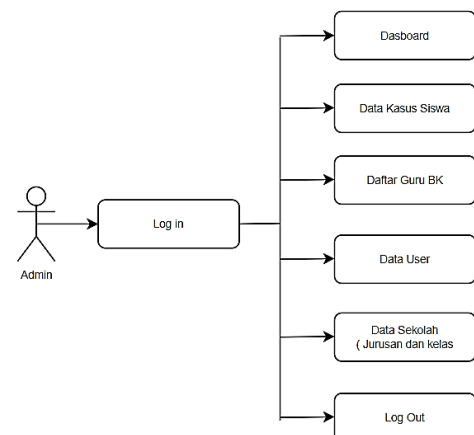 Dasboard
Data Kasus Siswa
Daftar Guru BK
Log in
Admin
Data User
Data Sekolah
( Jurusan dan kelas
Log Out